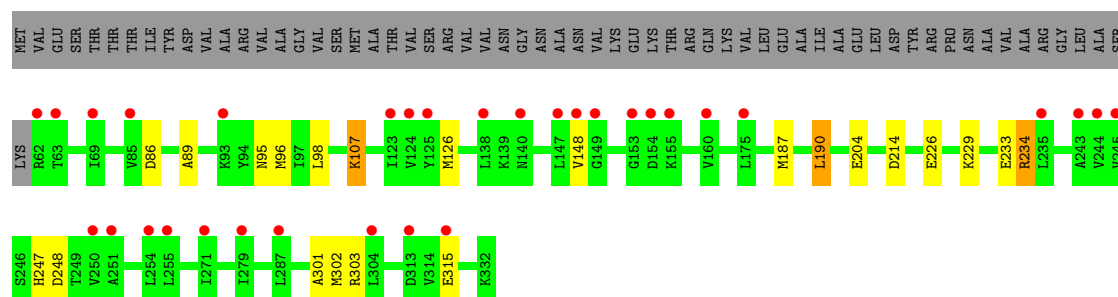 MET VAL GLU SER THR THR THR ILE TYR ASP VAL ALA ARG VAL ALA GLY VAL SER MET ALA THR VAL SER ARG VAL VAL ASN GLY ASN ALA ASN VAL LYS GLU LYS THR ARG GLN LYS VAL LEU GLU ALA ILE ALA GLU LEU ASP TYR ARG PRO ASN ALA VAL ALA ARG GLY LEU ALA SER
LYS R62 T63 I69 V85 D86 A89 K93 Y94 N95 M96 I97 L98 K107 I123 V124 Y125 M126 L138 K139 N140 L147 V148 G149 G153 D154 K155 V160 L175 M187 L190 E204 D214 E226 K229 E233 R234 L235 A243 V244 V245
S246 H247 D248 T249 V250 A251 L254 L255 I271 I279 L287 A301 M302 R303 L304 D313 V314 E315 K332